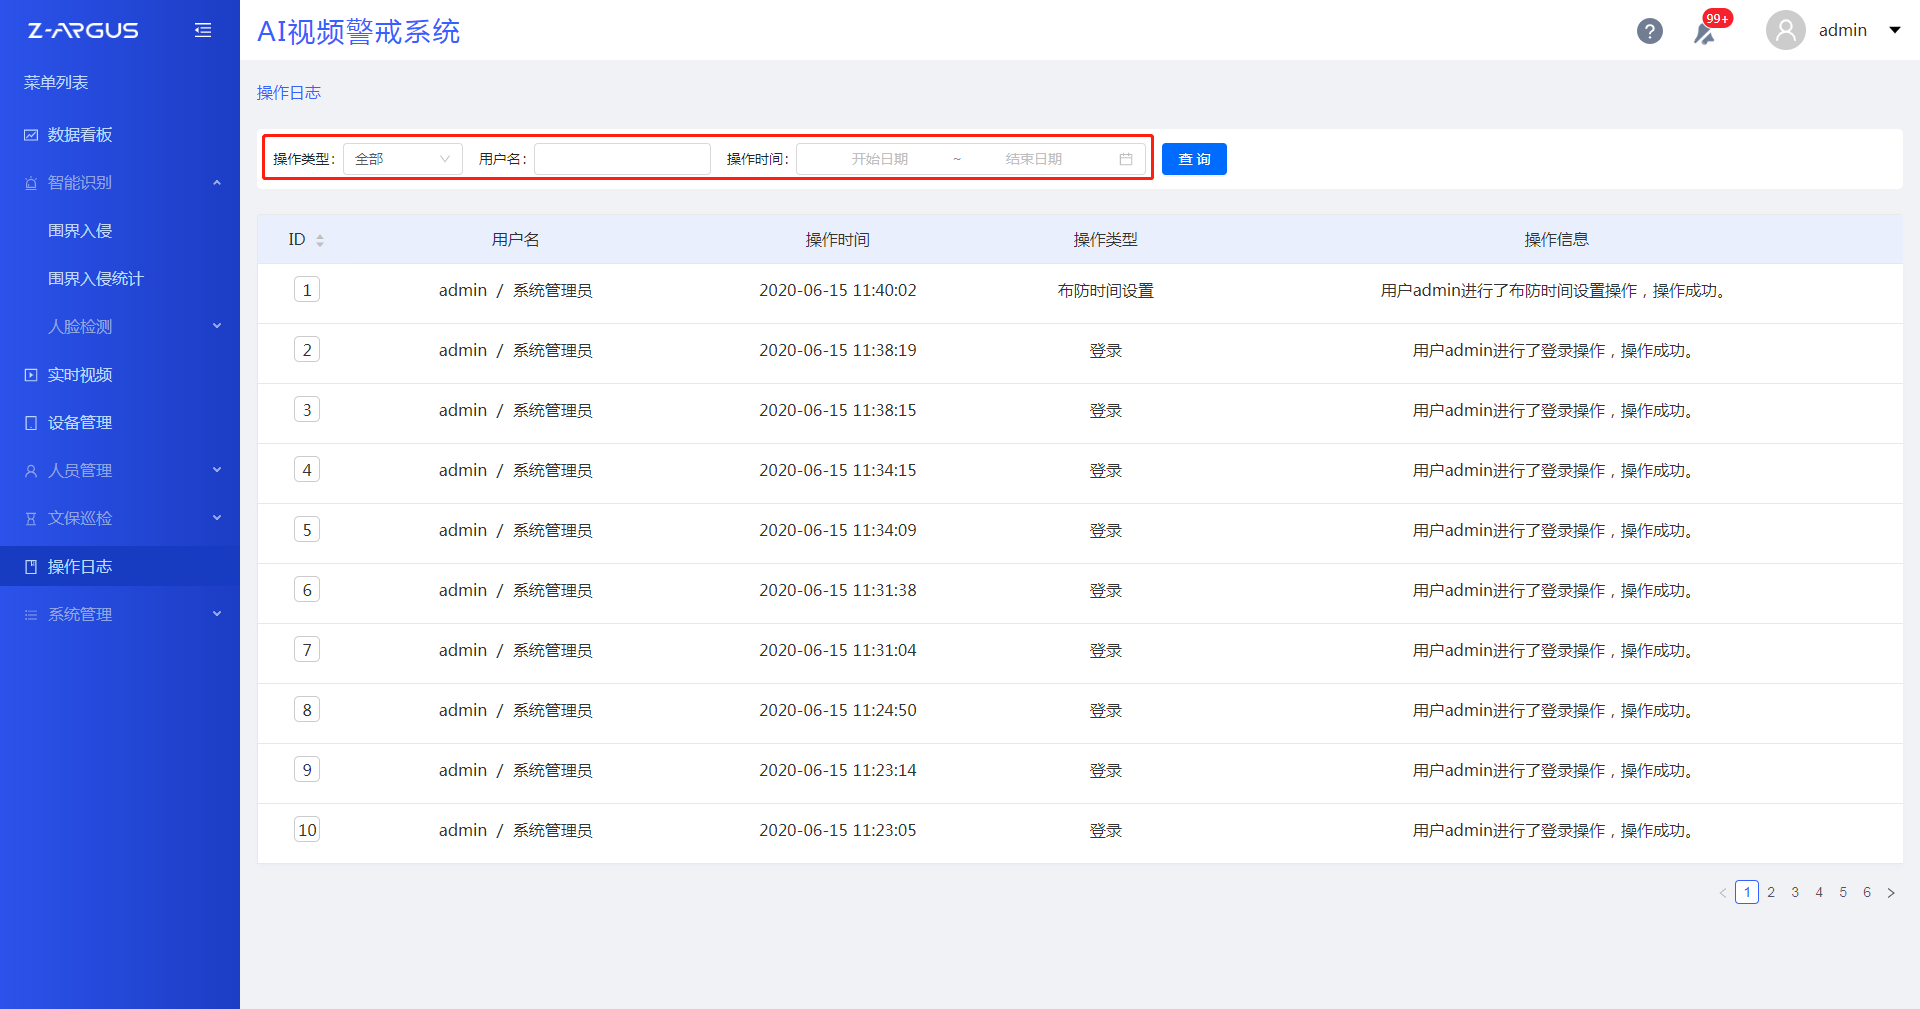 Z-ARGUS
菜单列表
数据看板
智能识别
围界入侵
围界入侵统计
人脸检测
实时视频
设备管理
人员管理
文保巡检
操作日志
系统管理
AI视频警戒系统
?
99+
admin
操作日志
操作类型: 全部 用户名: 操作时间: 开始日期 ~ 结束日期 查 询
ID 用户名 操作时间 操作类型 操作信息
1 admin / 系统管理员 2020-06-15 11:40:02 布防时间设置 用户admin进行了布防时间设置操作，操作成功。
2 admin / 系统管理员 2020-06-15 11:38:19 登录 用户admin进行了登录操作，操作成功。
3 admin / 系统管理员 2020-06-15 11:38:15 登录 用户admin进行了登录操作，操作成功。
4 admin / 系统管理员 2020-06-15 11:34:15 登录 用户admin进行了登录操作，操作成功。
5 admin / 系统管理员 2020-06-15 11:34:09 登录 用户admin进行了登录操作，操作成功。
6 admin / 系统管理员 2020-06-15 11:31:38 登录 用户admin进行了登录操作，操作成功。
7 admin / 系统管理员 2020-06-15 11:31:04 登录 用户admin进行了登录操作，操作成功。
8 admin / 系统管理员 2020-06-15 11:24:50 登录 用户admin进行了登录操作，操作成功。
9 admin / 系统管理员 2020-06-15 11:23:14 登录 用户admin进行了登录操作，操作成功。
10 admin / 系统管理员 2020-06-15 11:23:05 登录 用户admin进行了登录操作，操作成功。
< 1 2 3 4 5 6 >